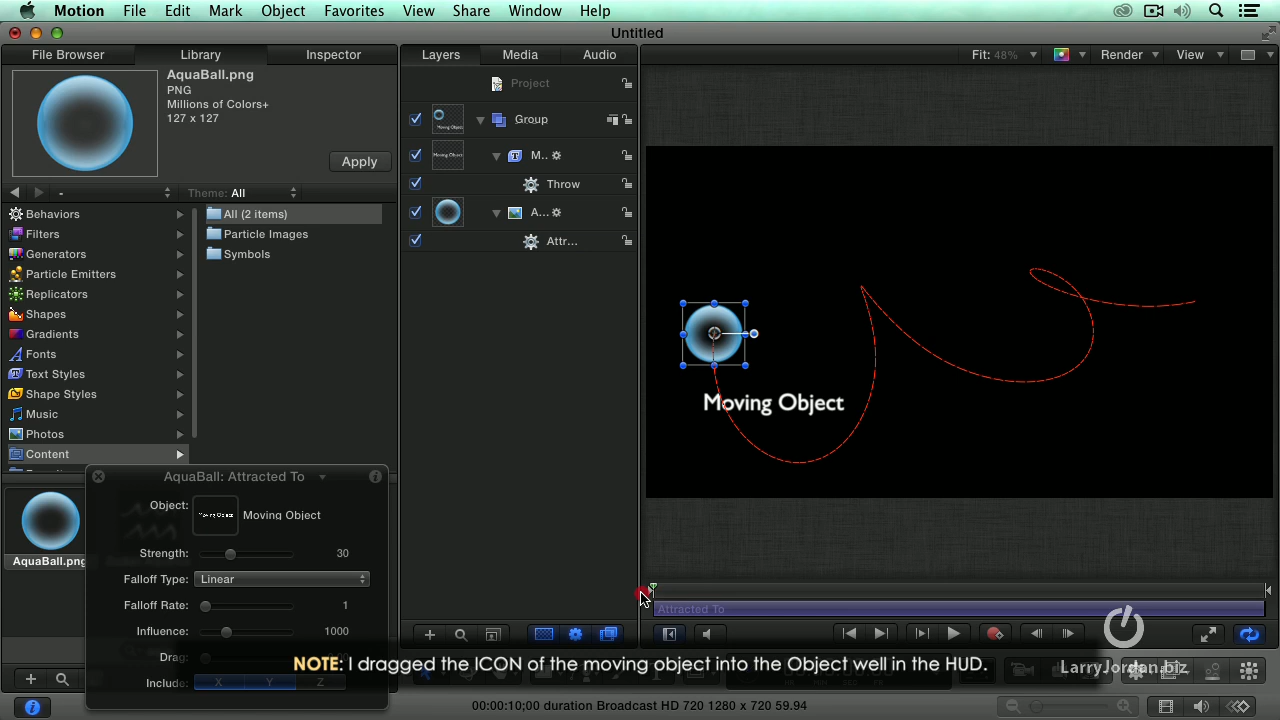 Motion File Edit Mark Object Favorites View Share Window Help
Untitled
File Browser Library Inspector
Layers Media Audio
Fit: 48% Render View
AquaBall.png
PNG
Millions of Colors+
127 x 127
Apply
- Theme: All
Behaviors
Filters
Generators
Particle Emitters
Replicators
Shapes
Gradients
Fonts
Text Styles
Shape Styles
Music
Photos
Content
All (2 items)
Particle Images
Symbols
AquaBall.png
AquaBall: Attracted To
Object: Moving Object
Strength: 30
Falloff Type: Linear
Falloff Rate: 1
Influence: 1000
Drag:
Include: X Y Z
Project
Group
Moving Object
M..
Moving Object
Throw
A...
Attr...
Moving Object
Attracted To
NOTE: I dragged the ICON of the moving object into the Object well in the HUD.
LarryJordan.biz
00:00:10;00 duration Broadcast HD 720 1280 x 720 59.94